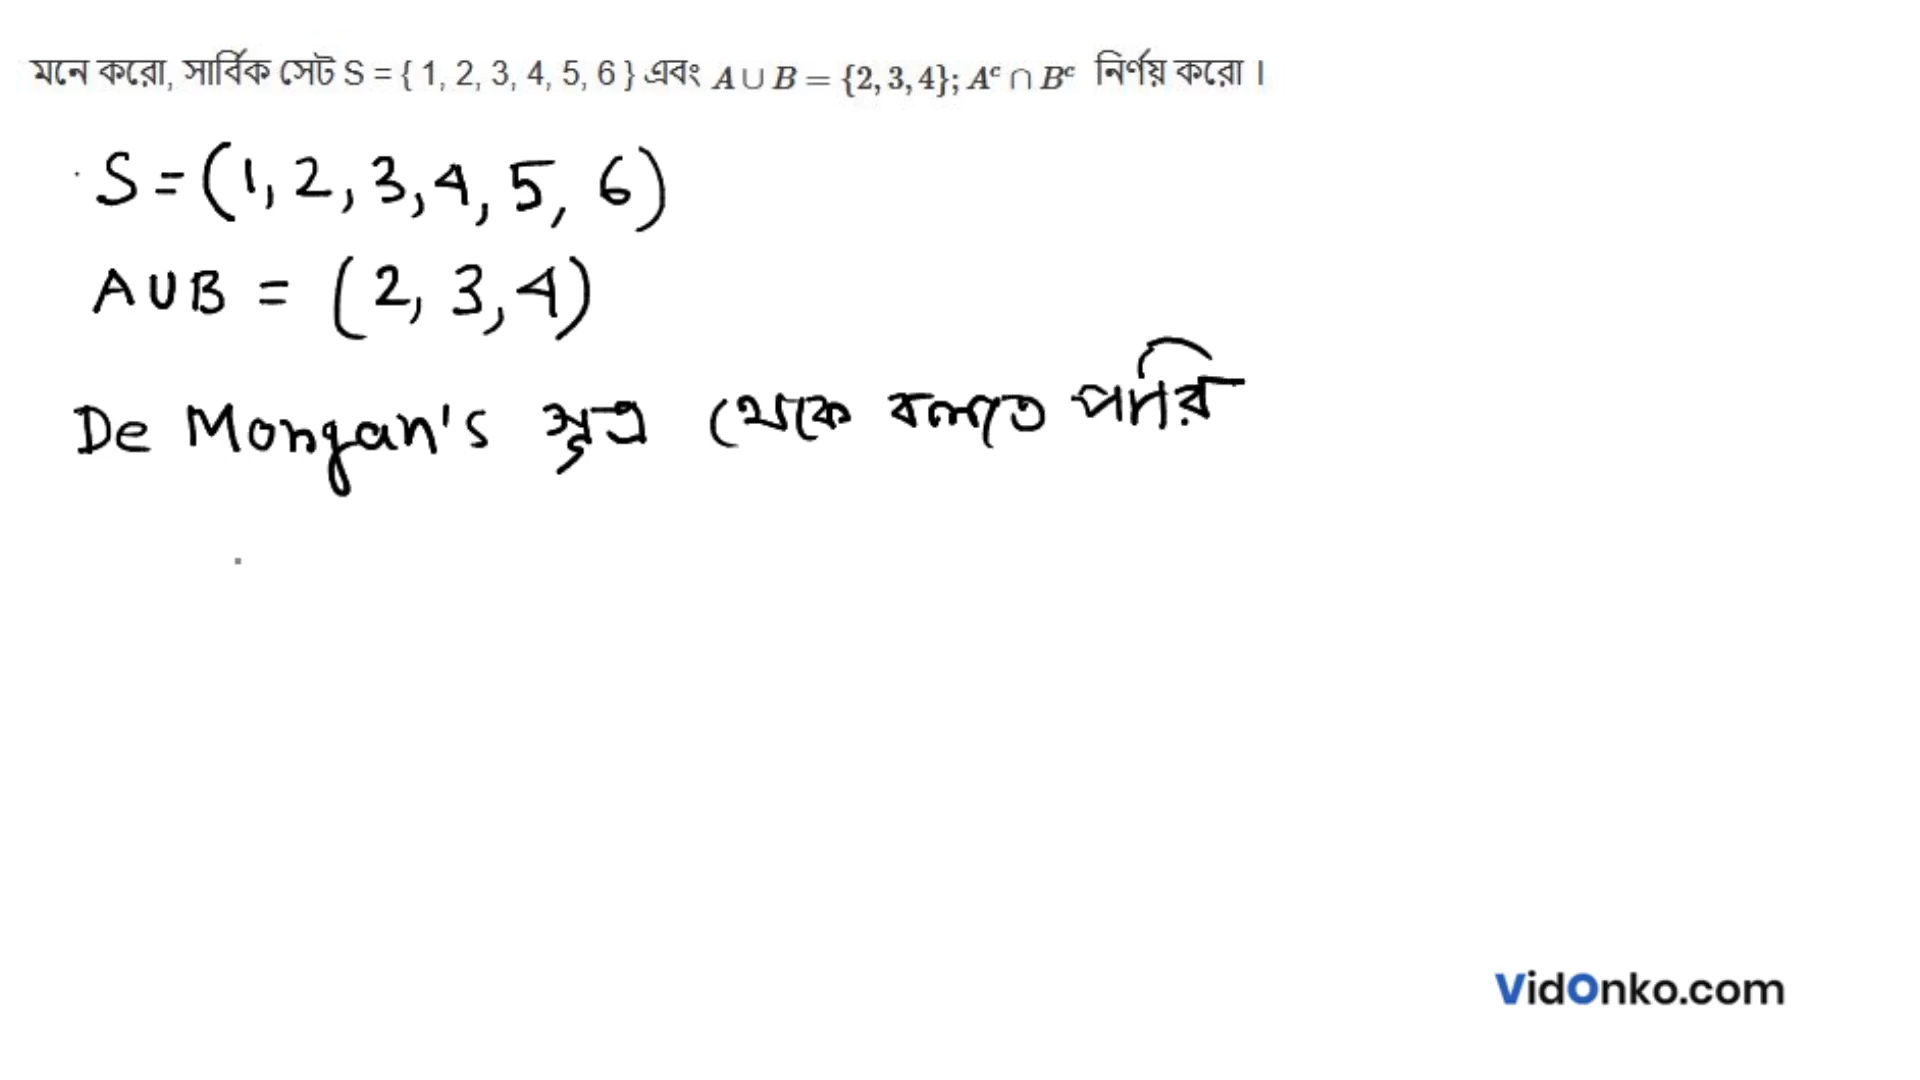 মনে করো, সার্বিক সেট S = { 1, 2, 3, 4, 5, 6 } এবং A ∪ B = {2, 3, 4}; Aᶜ ∩ Bᶜ নির্ণয় করো ।
S = (1, 2, 3, 4, 5, 6)
A∪B = (2, 3, 4)
De Morgan's সূত্র থেকে বলতে পারি
VidOnko.com